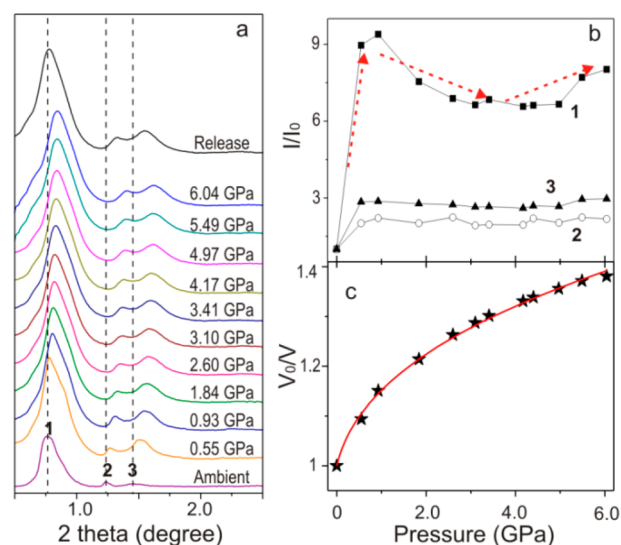 a
Release
6.04 GPa
5.49 GPa
4.97 GPa
4.17 GPa
3.41 GPa
3.10 GPa
2.60 GPa
1.84 GPa
0.93 GPa
0.55 GPa
1
2
3
Ambient
1.0
2.0
2 theta (degree)
b
9
6
3
I/I0
1
3
2
c
1.4
1.2
1
V0/V
0.0
2.0
4.0
6.0
Pressure (GPa)